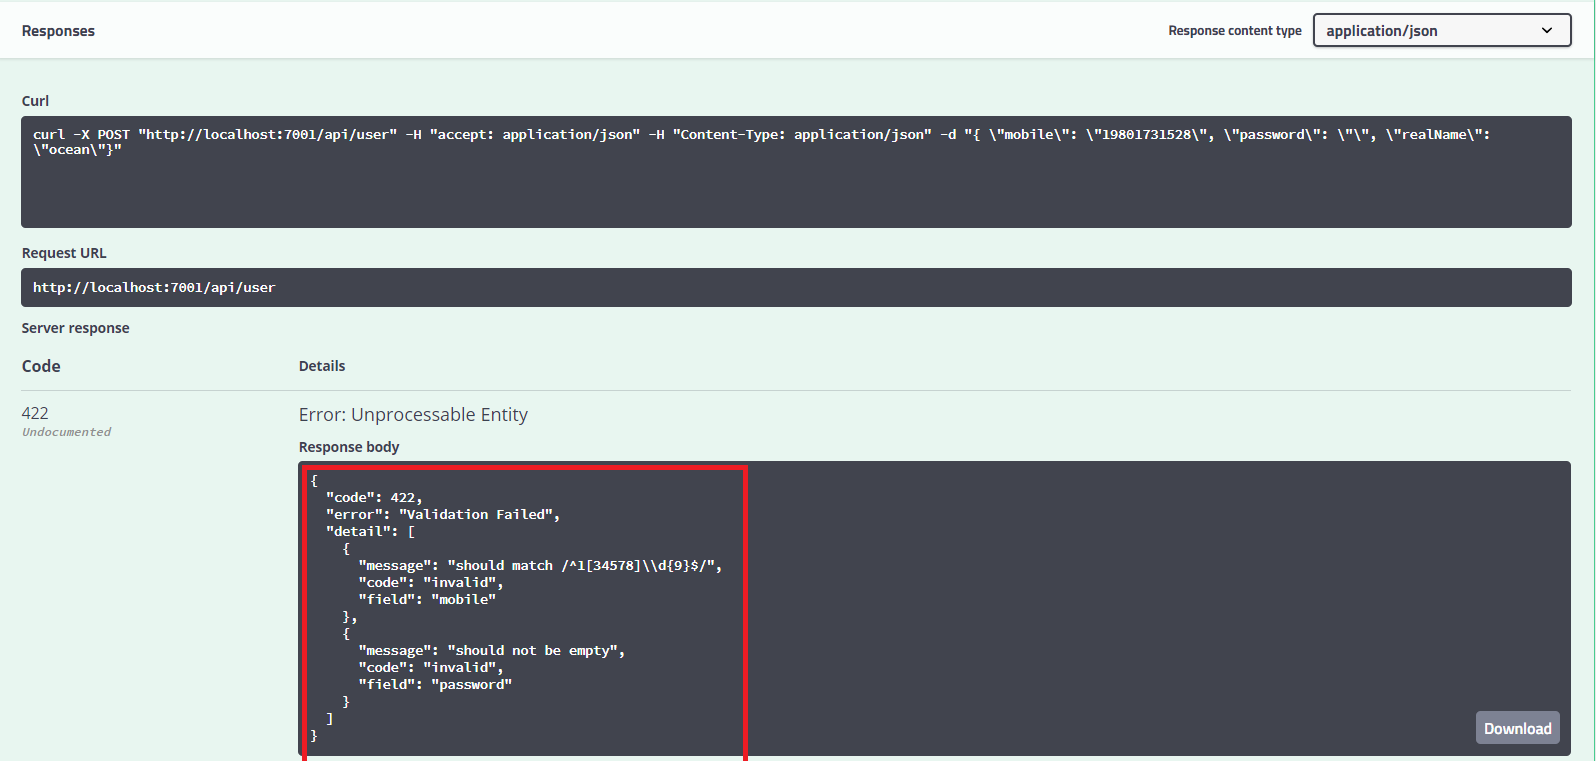 Responses
Response content type
application/json
Curl
curl -X POST "http://localhost:7001/api/user" -H "accept: application/json" -H "Content-Type: application/json" -d "{ \"mobile\": \"19801731528\", \"password\": \"\", \"realName\":
\"ocean\"}"
Request URL
http://localhost:7001/api/user
Server response
Code
Details
422
Undocumented
Error: Unprocessable Entity
Response body
{
  "code": 422,
  "error": "Validation Failed",
  "detail": [
    {
      "message": "should match /^1[34578]\\d{9}$/",
      "code": "invalid",
      "field": "mobile"
    },
    {
      "message": "should not be empty",
      "code": "invalid",
      "field": "password"
    }
  ]
}
Download